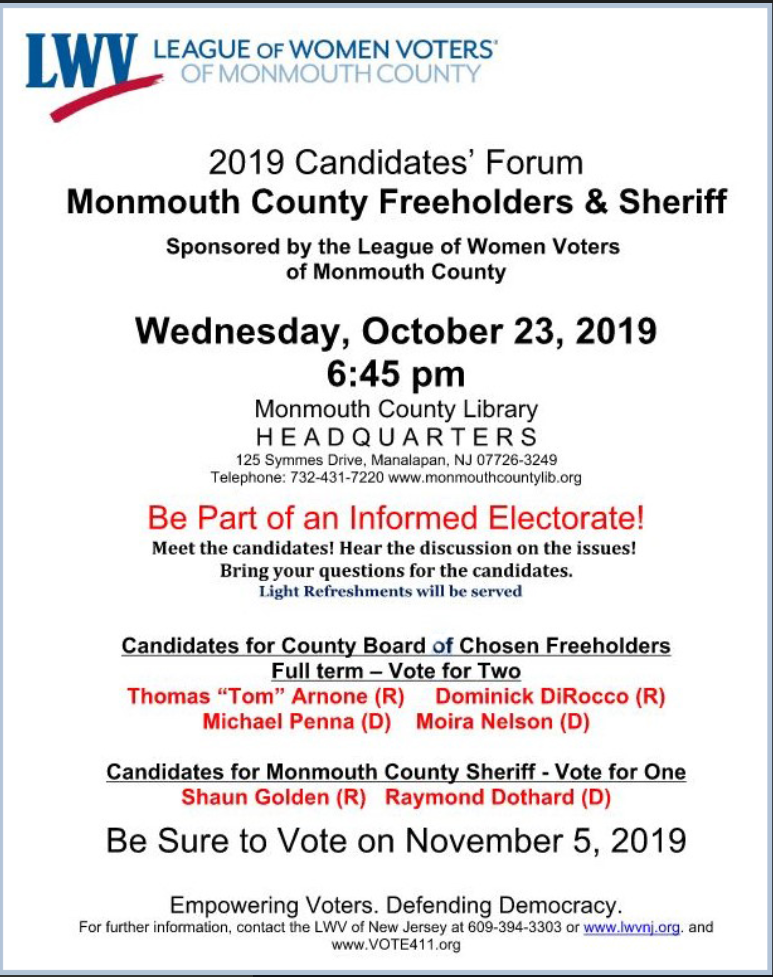 LWV LEAGUE OF WOMEN VOTERS®
OF MONMOUTH COUNTY
2019 Candidates' Forum
Monmouth County Freeholders & Sheriff
Sponsored by the League of Women Voters
of Monmouth County
Wednesday, October 23, 2019
6:45 pm
Monmouth County Library
HEADQUARTERS
125 Symmes Drive, Manalapan, NJ 07726-3249
Telephone: 732-431-7220 www.monmouthcountylib.org
Be Part of an Informed Electorate!
Meet the candidates! Hear the discussion on the issues!
Bring your questions for the candidates.
Light Refreshments will be served
Candidates for County Board of Chosen Freeholders
Full term – Vote for Two
Thomas “Tom” Arnone (R) Dominick DiRocco (R)
Michael Penna (D) Moira Nelson (D)
Candidates for Monmouth County Sheriff - Vote for One
Shaun Golden (R) Raymond Dothard (D)
Be Sure to Vote on November 5, 2019
Empowering Voters. Defending Democracy.
For further information, contact the LWV of New Jersey at 609-394-3303 or www.lwvnj.org. and
www.VOTE411.org